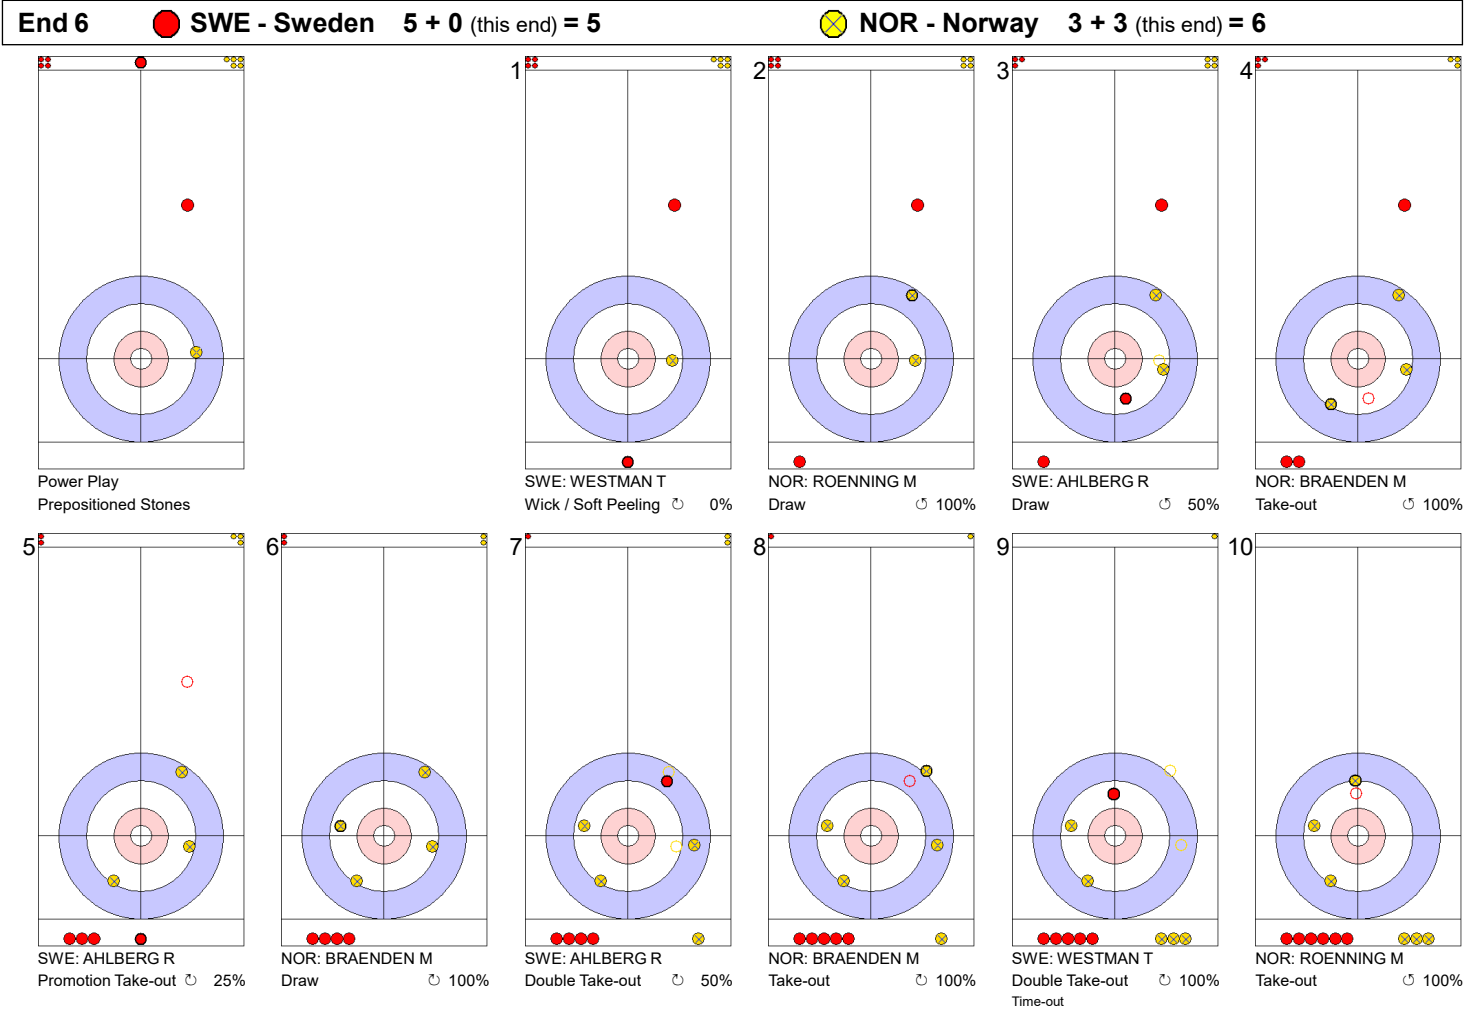 End 6 SWE - Sweden 5 + 0 (this end) = 5 NOR - Norway 3 + 3 (this end) = 6
Power Play
Prepositioned Stones
1
SWE: WESTMAN T
Wick / Soft Peeling ↻ 0%
2
NOR: ROENNING M
Draw ↺ 100%
3
SWE: AHLBERG R
Draw ↺ 50%
4
NOR: BRAENDEN M
Take-out ↺ 100%
5
SWE: AHLBERG R
Promotion Take-out ↻ 25%
6
NOR: BRAENDEN M
Draw ↻ 100%
7
SWE: AHLBERG R
Double Take-out ↻ 50%
8
NOR: BRAENDEN M
Take-out ↻ 100%
9
SWE: WESTMAN T
Double Take-out ↻ 100%
Time-out
10
NOR: ROENNING M
Take-out ↺ 100%